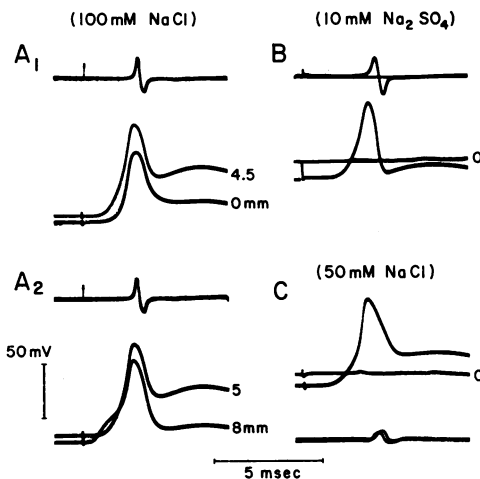 (100 mM NaCl)
(10 mM Na2 SO4)
A1
B
4.5
0 mm
0
A2
(50 mM NaCl)
C
50 mV
5
8 mm
0
5 msec